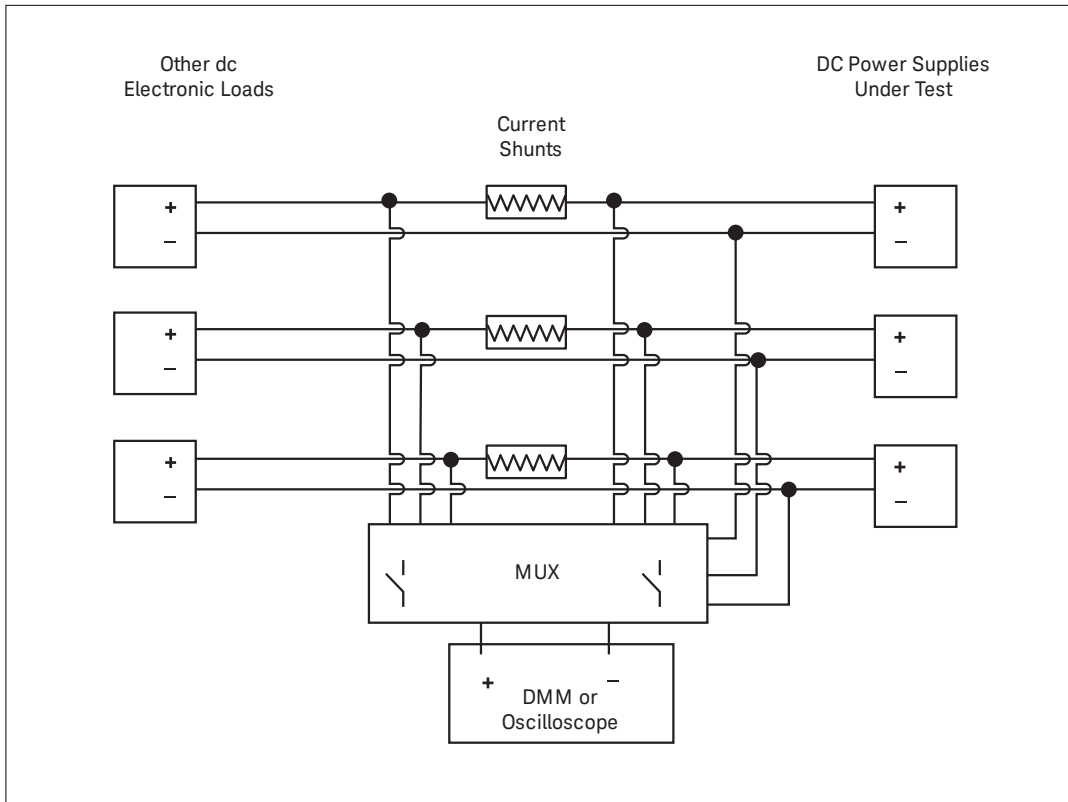 Other dc
Electronic Loads
DC Power Supplies
Under Test
Current
Shunts
+
–
+
–
+
–
+
–
+
–
+
–
MUX
+
–
DMM or
Oscilloscope